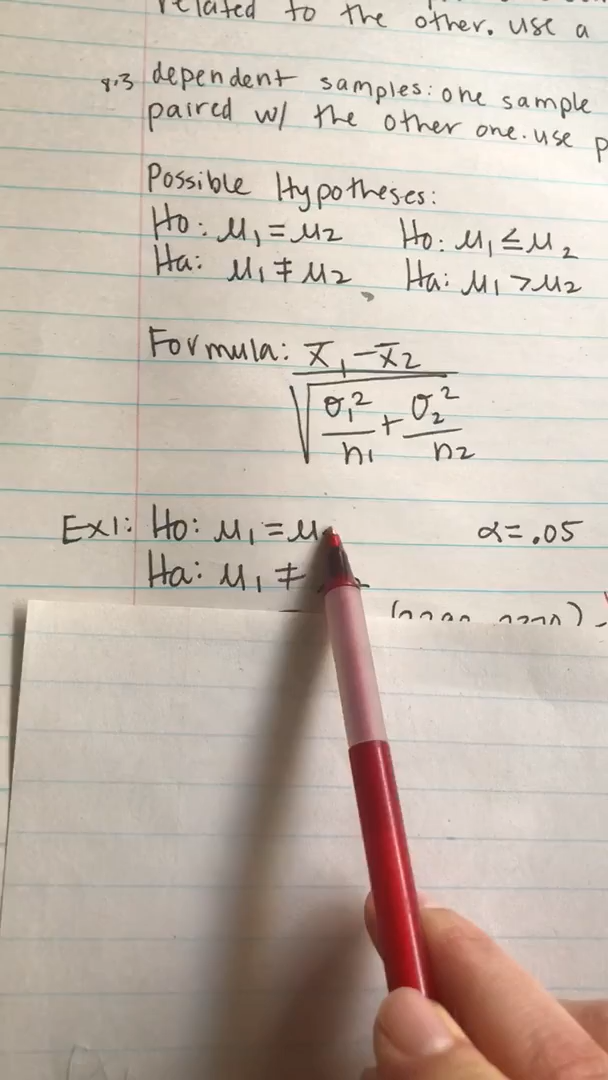 related to the other. use a
8.3 dependent samples: one sample
paired w/ the other one. use p
Possible Hypotheses:
Ho: μ₁ = μ₂ Ho: μ₁ ≤ μ₂
Ha: μ₁ ≠ μ₂ Ha: μ₁ > μ₂
Formula: x̄₁ - x̄₂
√ σ₁²/n₁ + σ₂²/n₂
Ex1: Ho: μ₁ = μ α = .05
Ha: μ₁ ≠